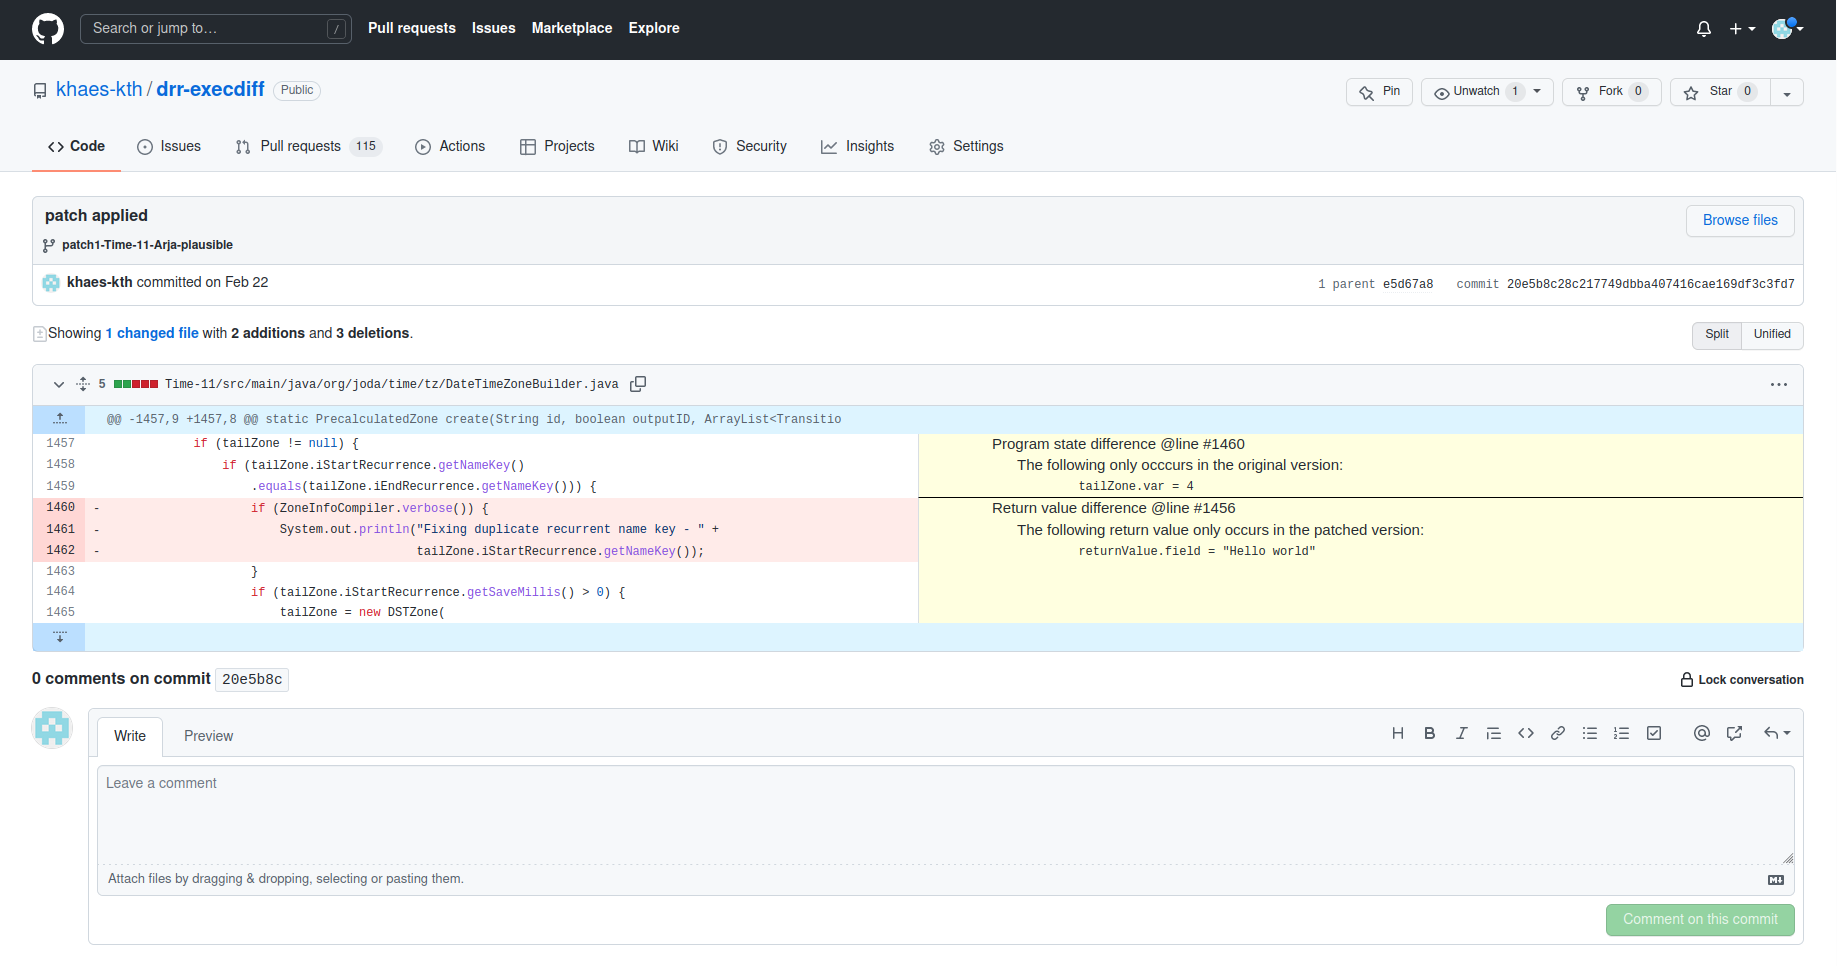 Search or jump to…
/
Pull requests Issues Marketplace Explore
khaes-kth / drr-execdiff Public
Pin
Unwatch 1
Fork 0
Star 0
Code
Issues
Pull requests 115
Actions
Projects
Wiki
Security
Insights
Settings
patch applied
Browse files
patch1-Time-11-Arja-plausible
khaes-kth committed on Feb 22
1 parent e5d67a8 commit 20e5b8c28c217749dbba407416cae169df3c3fd7
Showing 1 changed file with 2 additions and 3 deletions.
Split Unified
5 Time-11/src/main/java/org/joda/time/tz/DateTimeZoneBuilder.java
@@ -1457,9 +1457,8 @@ static PrecalculatedZone create(String id, boolean outputID, ArrayList<Transitio
1457 if (tailZone != null) {
1458 if (tailZone.iStartRecurrence.getNameKey()
1459 .equals(tailZone.iEndRecurrence.getNameKey())) {
1460 - if (ZoneInfoCompiler.verbose()) {
1461 - System.out.println("Fixing duplicate recurrent name key - " +
1462 - tailZone.iStartRecurrence.getNameKey());
1463 }
1464 if (tailZone.iStartRecurrence.getSaveMillis() > 0) {
1465 tailZone = new DSTZone(
Program state difference @line #1460
The following only occcurs in the original version:
tailZone.var = 4
Return value difference @line #1456
The following return value only occurs in the patched version:
returnValue.field = "Hello world"
0 comments on commit 20e5b8c
Lock conversation
Write Preview
Leave a comment
Attach files by dragging & dropping, selecting or pasting them.
Comment on this commit